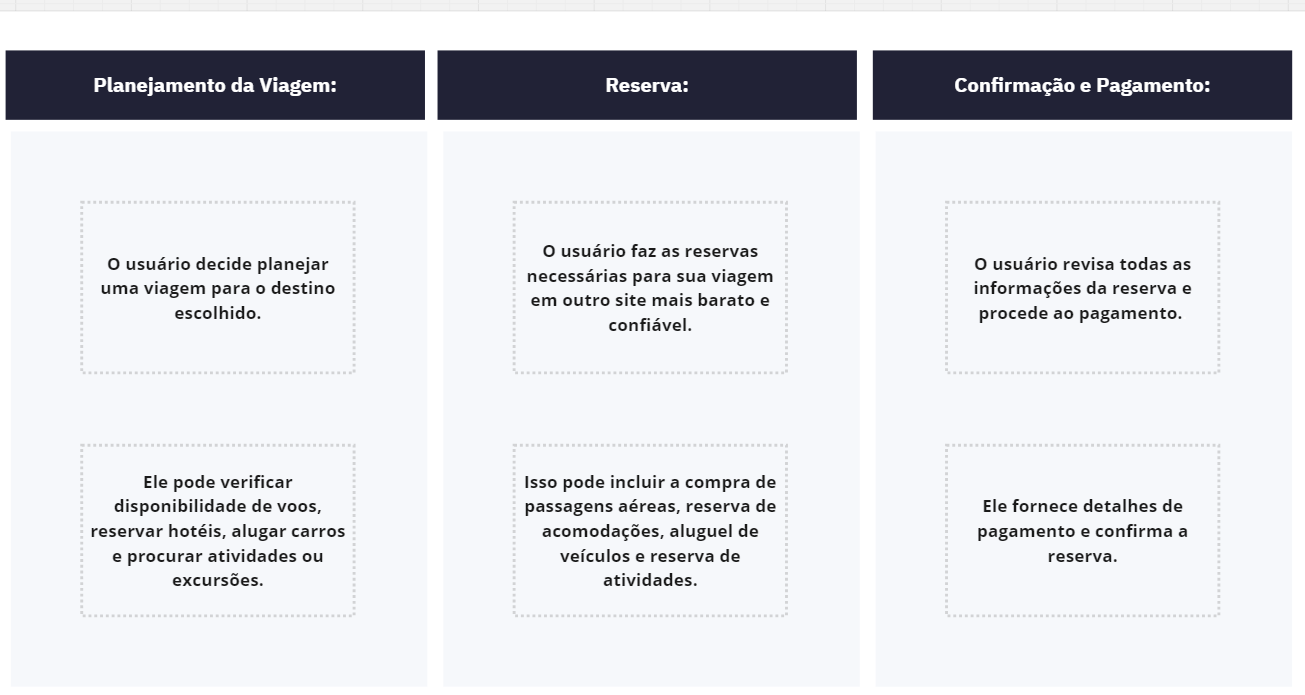 Planejamento da Viagem:
Reserva:
Confirmação e Pagamento:
O usuário decide planejar
uma viagem para o destino
escolhido.
O usuário faz as reservas
necessárias para sua viagem
em outro site mais barato e
confiável.
O usuário revisa todas as
informações da reserva e
procede ao pagamento.
Ele pode verificar
disponibilidade de voos,
reservar hotéis, alugar carros
e procurar atividades ou
excursões.
Isso pode incluir a compra de
passagens aéreas, reserva de
acomodações, aluguel de
veículos e reserva de
atividades.
Ele fornece detalhes de
pagamento e confirma a
reserva.